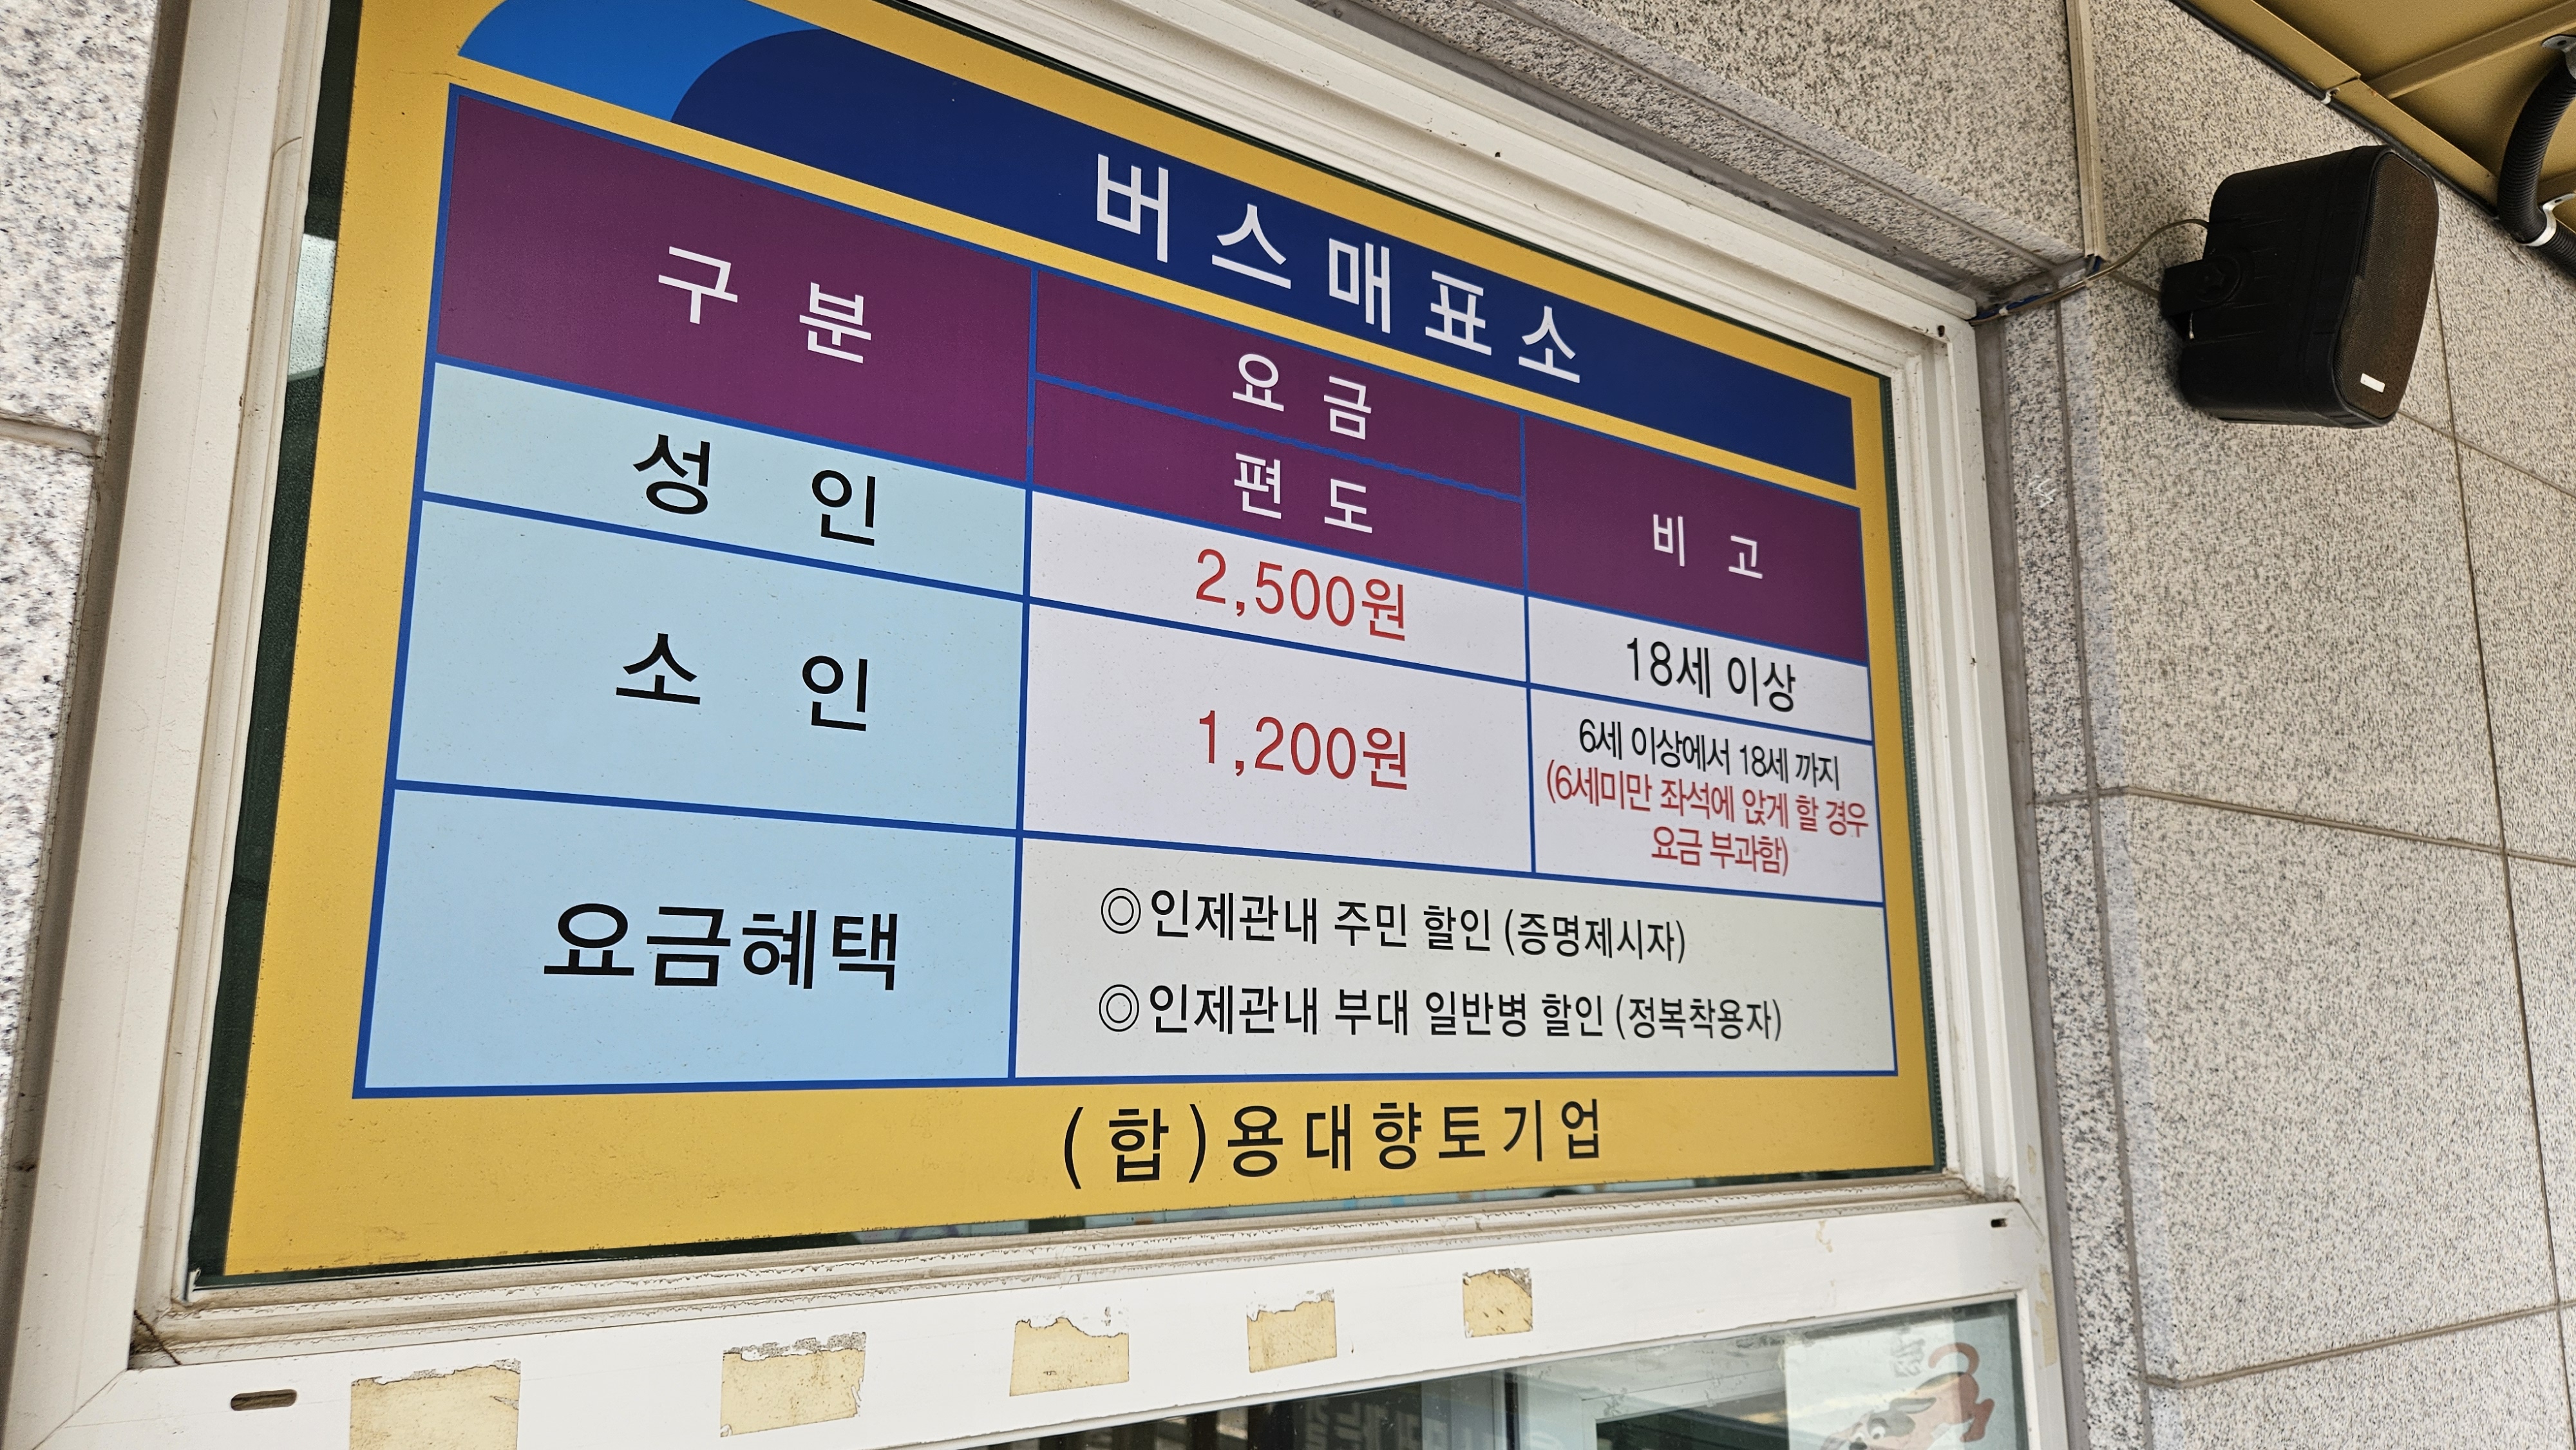 버스매표소
구 분
요 금
편 도
비 고
성 인
2,500원
18세 이상
소 인
1,200원
6세 이상에서 18세 까지
(6세미만 좌석에 앉게 할 경우
요금 부과함)
요금혜택
◎인제관내 주민 할인 (증명제시자)
◎인제관내 부대 일반병 할인 (정복착용자)
(합)용대향토기업